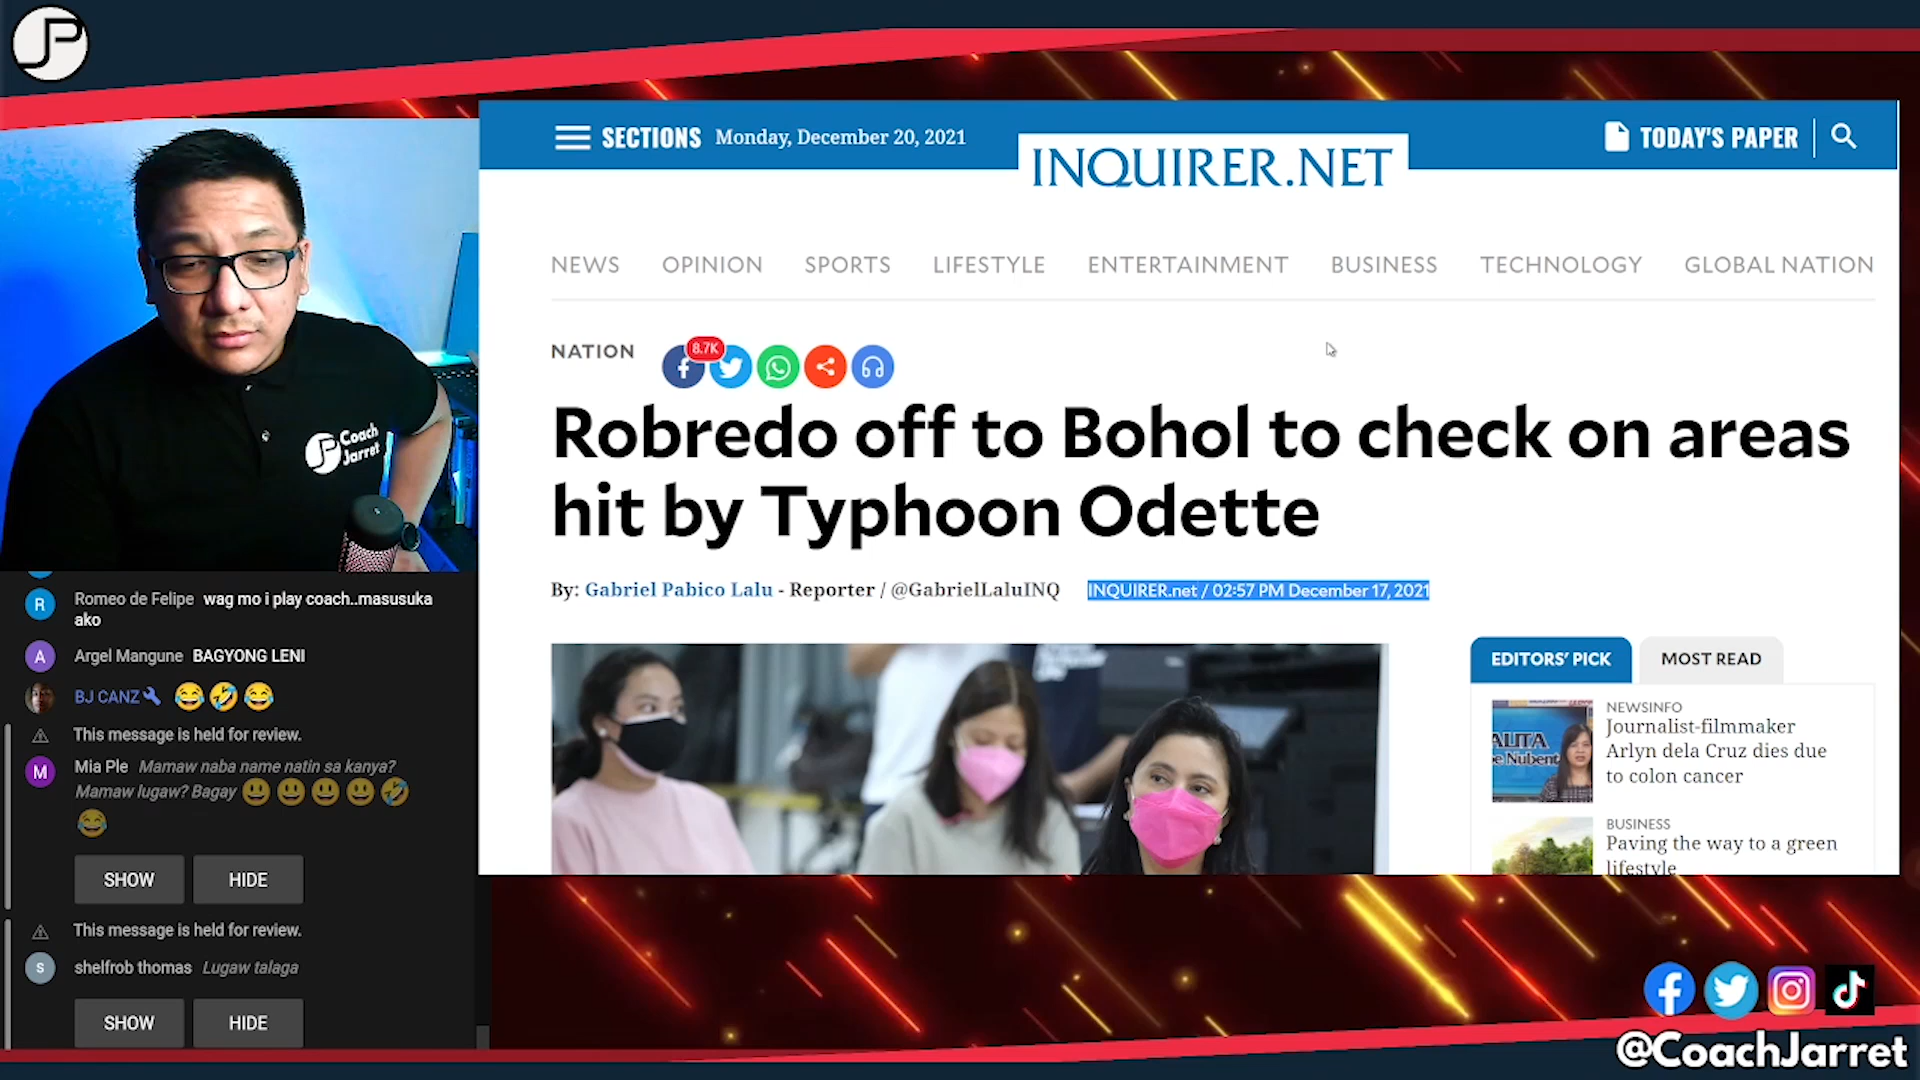 JP
SECTIONS Monday, December 20, 2021
INQUIRER.NET
TODAY'S PAPER
NEWS OPINION SPORTS LIFESTYLE ENTERTAINMENT BUSINESS TECHNOLOGY GLOBAL NATION
NATION
8.7K
Robredo off to Bohol to check on areas
hit by Typhoon Odette
By: Gabriel Pabico Lalu - Reporter / @GabrielLaluINQ INQUIRER.net / 02:57 PM December 17, 2021
EDITORS' PICK MOST READ
NEWSINFO
Journalist-filmmaker
Arlyn dela Cruz dies due
to colon cancer
BUSINESS
Paving the way to a green
lifestyle
Coach
Jarret
R Romeo de Felipe wag mo i play coach..masusuka
ako
A Argel Mangune BAGYONG LENI
BJ CANZ
This message is held for review.
M Mia Ple Mamaw naba name natin sa kanya?
Mamaw lugaw? Bagay
SHOW HIDE
This message is held for review.
S shelfrob thomas Lugaw talaga
SHOW HIDE
@CoachJarret